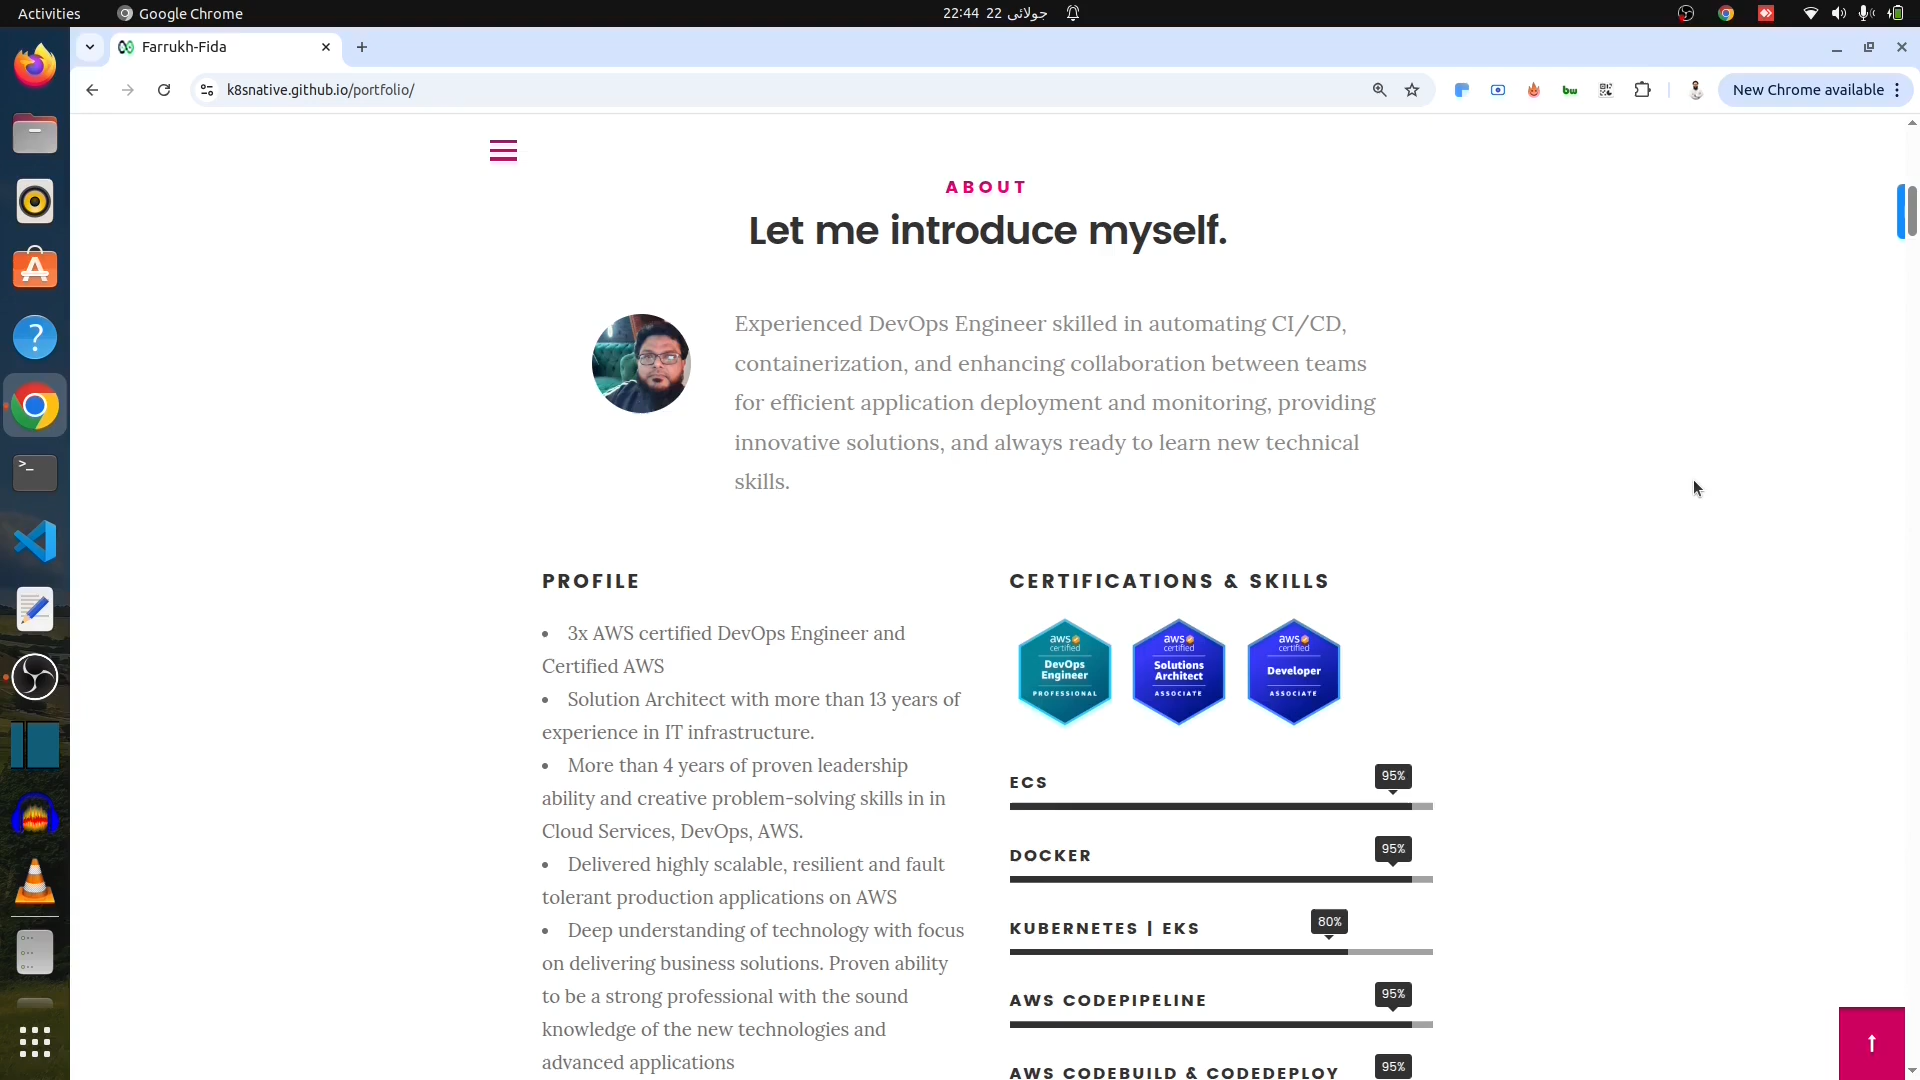 Activities
Google Chrome
22:44 22 جولائی
Farrukh-Fida
k8snative.github.io/portfolio/
bw
New Chrome available
ABOUT
Let me introduce myself.
Experienced DevOps Engineer skilled in automating CI/CD,
containerization, and enhancing collaboration between teams
for efficient application deployment and monitoring, providing
innovative solutions, and always ready to learn new technical
skills.
PROFILE
• 3x AWS certified DevOps Engineer and
Certified AWS
• Solution Architect with more than 13 years of
experience in IT infrastructure.
• More than 4 years of proven leadership
ability and creative problem-solving skills in in
Cloud Services, DevOps, AWS.
• Delivered highly scalable, resilient and fault
tolerant production applications on AWS
• Deep understanding of technology with focus
on delivering business solutions. Proven ability
to be a strong professional with the sound
knowledge of the new technologies and
advanced applications
CERTIFICATIONS & SKILLS
aws certified
DevOps
Engineer
PROFESSIONAL
aws certified
Solutions
Architect
ASSOCIATE
aws certified
Developer
ASSOCIATE
ECS 95%
DOCKER 95%
KUBERNETES | EKS 80%
AWS CODEPIPELINE 95%
AWS CODEBUILD & CODEDEPLOY 95%